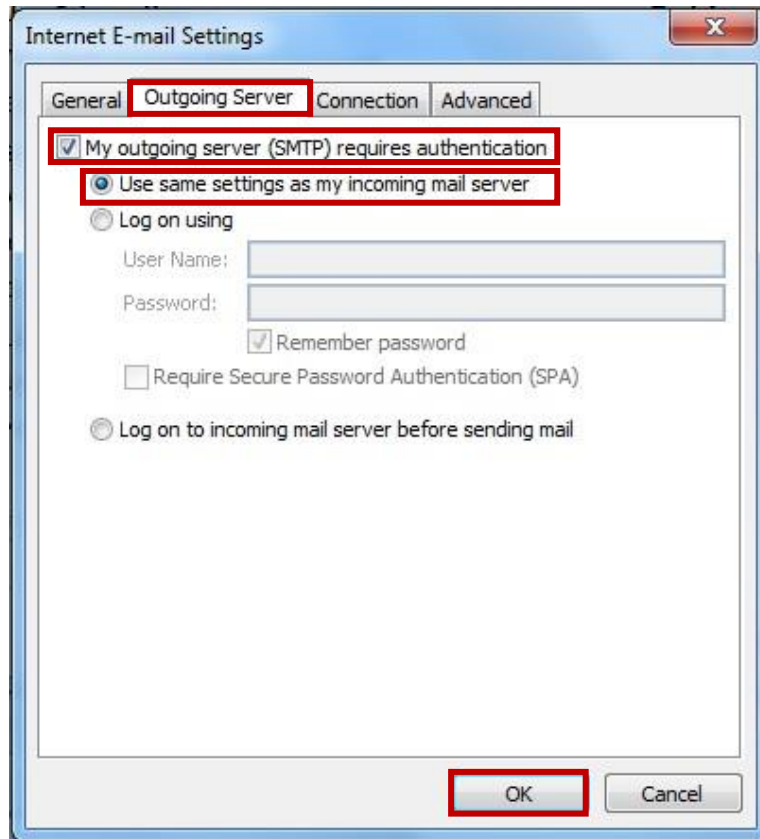 Internet E-mail Settings
General Outgoing Server Connection Advanced
My outgoing server (SMTP) requires authentication
Use same settings as my incoming mail server
Log on using
User Name:
Password:
Remember password
Require Secure Password Authentication (SPA)
Log on to incoming mail server before sending mail
OK Cancel